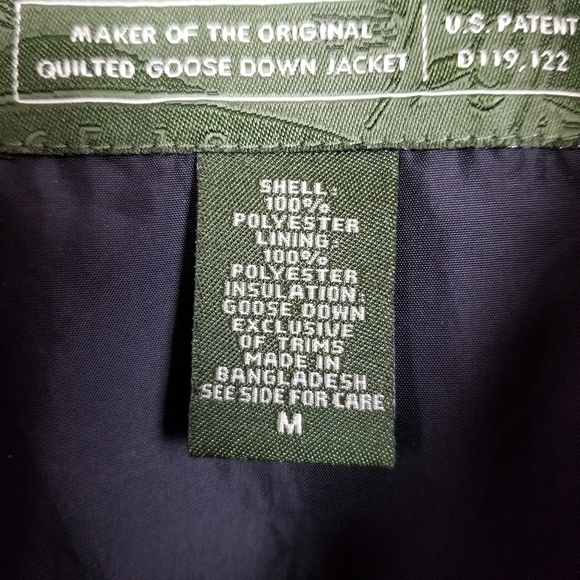 MAKER OF THE ORIGINAL
QUILTED GOOSE DOWN JACKET
U.S. PATENT
D119,122
SHELL:
100%
POLYESTER
LINING:
100%
POLYESTER
INSULATION:
GOOSE DOWN
EXCLUSIVE
OF TRIMS
MADE IN
BANGLADESH
SEE SIDE FOR CARE
M